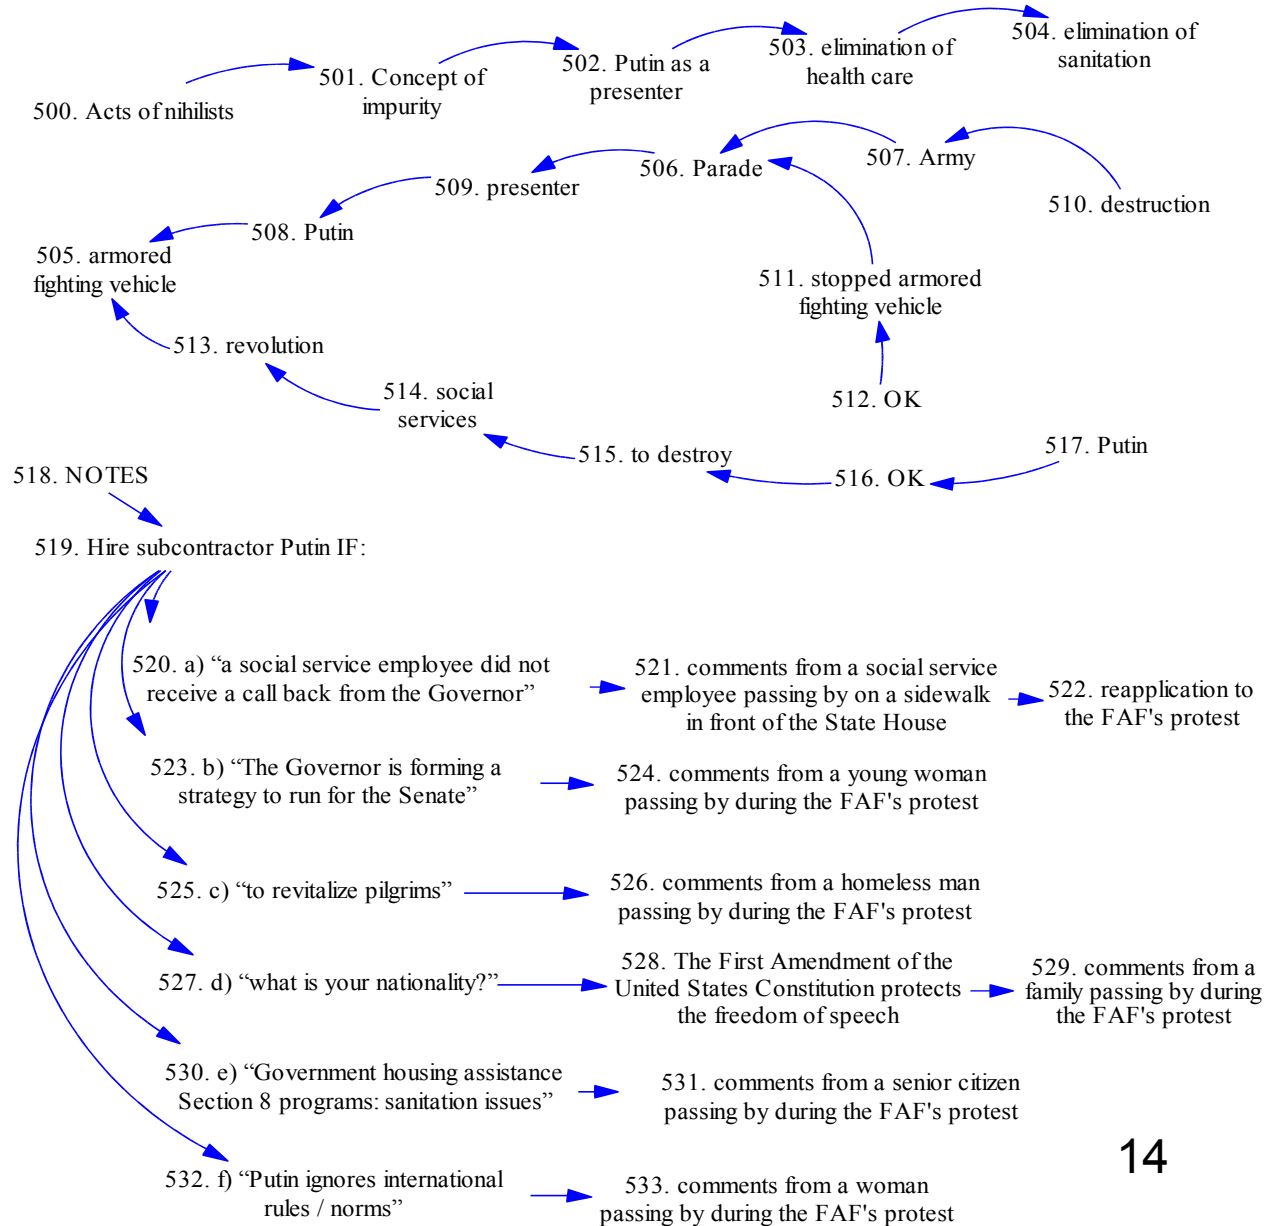 500. Acts of nihilists
501. Concept of
impurity
502. Putin as a
presenter
503. elimination of
health care
504. elimination of
sanitation
505. armored
fighting vehicle
506. Parade
507. Army
508. Putin
509. presenter
510. destruction
511. stopped armored
fighting vehicle
512. OK
513. revolution
514. social
services
515. to destroy
516. OK
517. Putin
518. NOTES
519. Hire subcontractor Putin IF:
520. a) “a social service employee did not
receive a call back from the Governor”
521. comments from a social service
employee passing by on a sidewalk
in front of the State House
522. reapplication to
the FAF's protest
523. b) “The Governor is forming a
strategy to run for the Senate”
524. comments from a young woman
passing by during the FAF's protest
525. c) “to revitalize pilgrims”
526. comments from a homeless man
passing by during the FAF's protest
527. d) “what is your nationality?”
528. The First Amendment of the
United States Constitution protects
the freedom of speech
529. comments from a
family passing by during
the FAF's protest
530. e) “Government housing assistance
Section 8 programs: sanitation issues”
531. comments from a senior citizen
passing by during the FAF's protest
532. f) “Putin ignores international
rules / norms”
533. comments from a woman
passing by during the FAF's protest
14